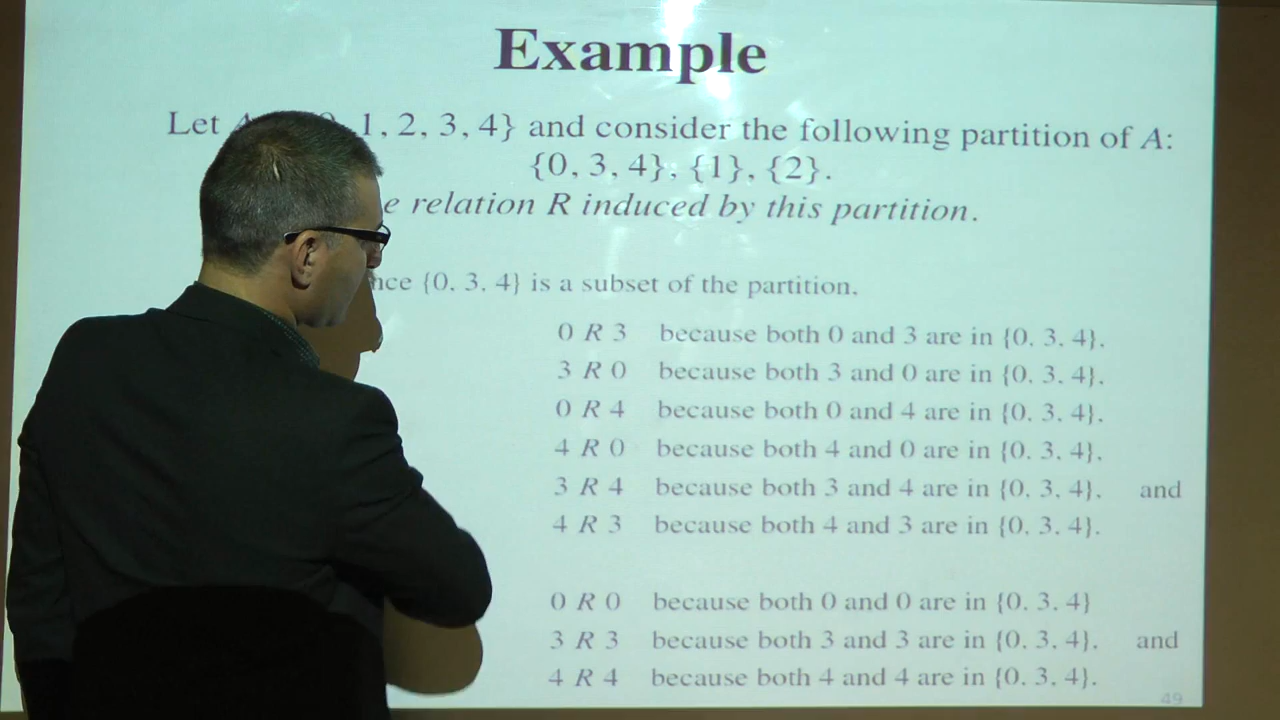 Example
Let 1, 2, 3, 4} and consider the following partition of A:
{0, 3, 4}, {1}, {2}.
relation R induced by this partition.
{0, 3, 4} is a subset of the partition,
0 R 3 because both 0 and 3 are in {0, 3, 4}.
3 R 0 because both 3 and 0 are in {0, 3, 4}.
0 R 4 because both 0 and 4 are in {0, 3, 4}.
4 R 0 because both 4 and 0 are in {0, 3, 4}.
3 R 4 because both 3 and 4 are in {0, 3, 4}. and
4 R 3 because both 4 and 3 are in {0, 3, 4}.
0 R 0 because both 0 and 0 are in {0, 3, 4}
3 R 3 because both 3 and 3 are in {0, 3, 4}. and
4 R 4 because both 4 and 4 are in {0, 3, 4}.
49